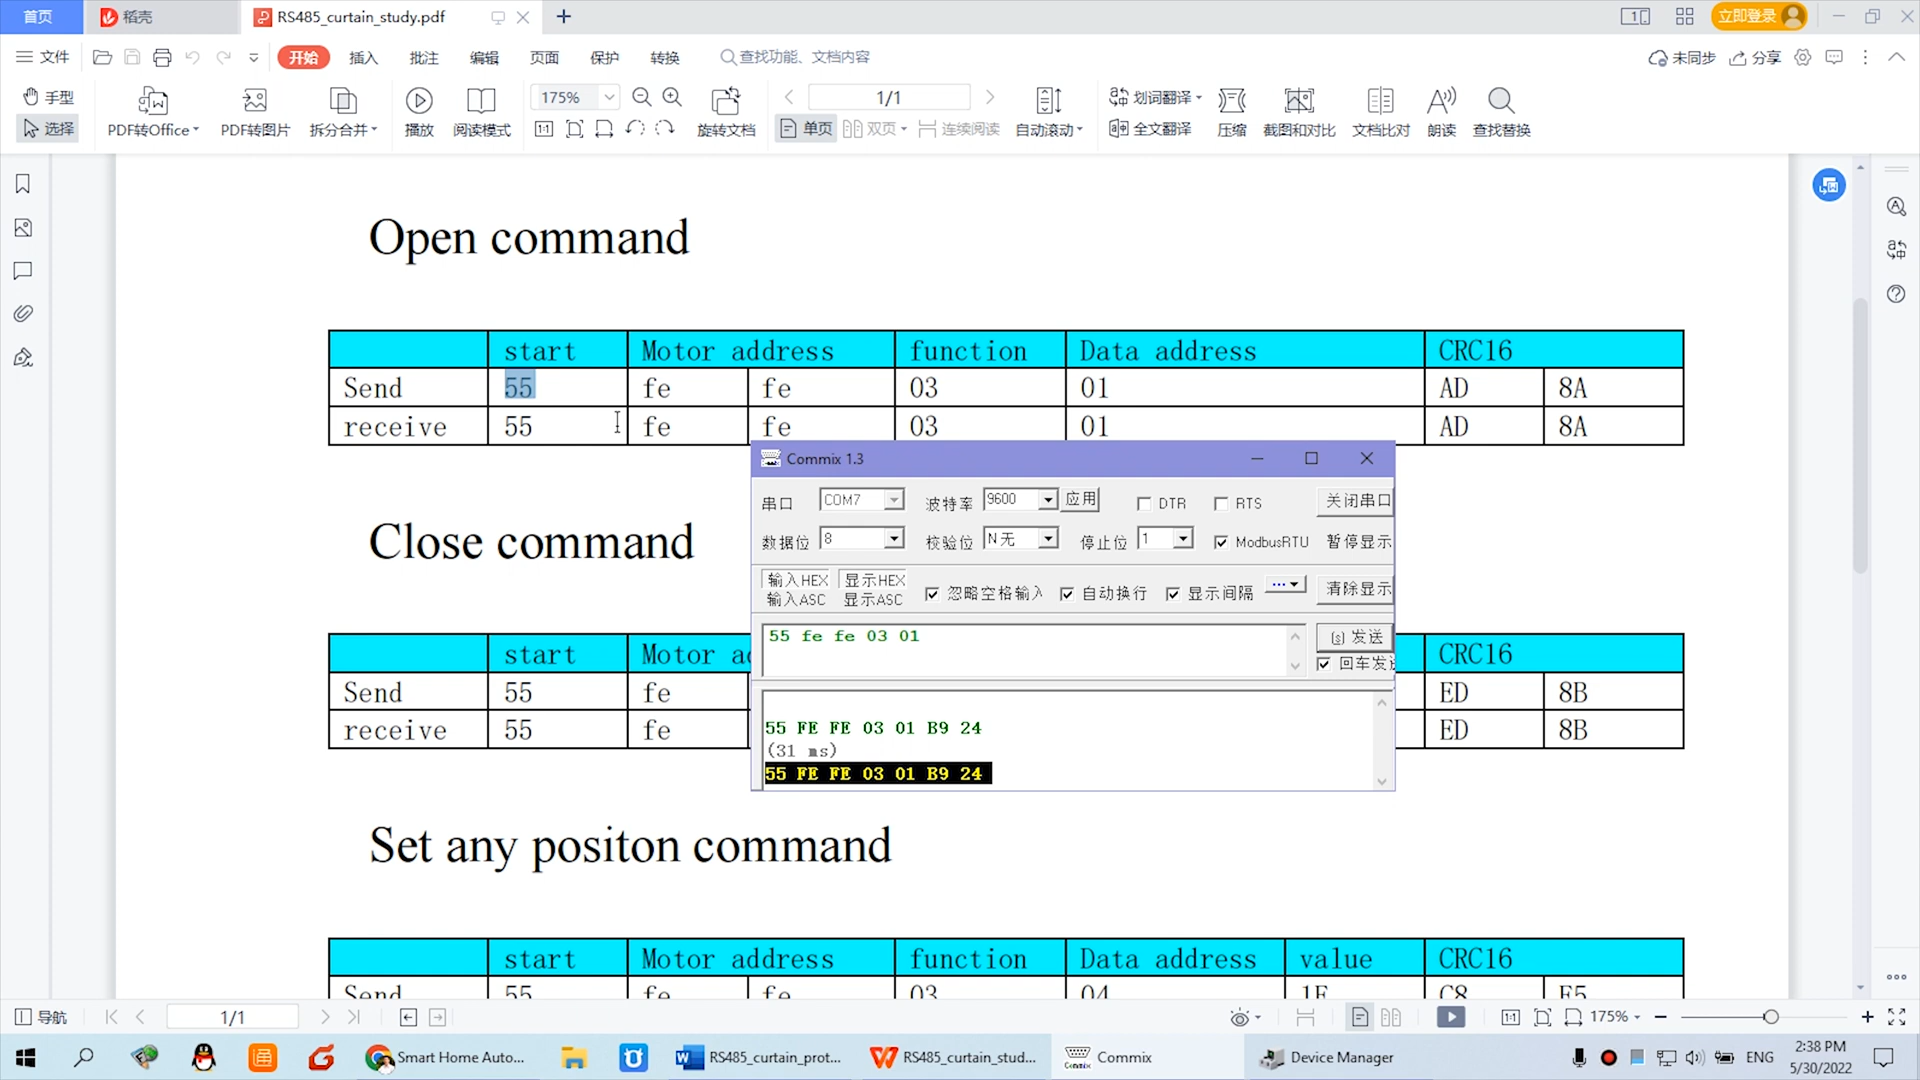 首页
稻壳
RS485_curtain_study.pdf
立即登录
文件
开始
插入
批注
编辑
页面
保护
转换
查找功能、文档内容
未同步
分享
手型
选择
PDF转Office
PDF转图片
拆分合并
播放
阅读模式
175%
旋转文档
1/1
单页
双页
连续阅读
自动滚动
划词翻译
全文翻译
压缩
截图和对比
文档比对
朗读
查找替换
Open command
start Motor address function Data address CRC16
Send 55 fe fe 03 01 AD 8A
receive 55 fe fe 03 01 AD 8A
Close command
start Motor a CRC16
Send 55 fe ED 8B
receive 55 fe ED 8B
Commix 1.3
串口 COM7 波特率 9600 应用 DTR RTS 关闭串口
数据位 8 校验位 N 无 停止位 1 ModbusRTU 暂停显示
输入HEX 显示HEX
输入ASC 显示ASC
忽略空格输入 自动换行 显示间隔 ... 清除显示
55 fe fe 03 01
(s) 发送
回车发送
55 FE FE 03 01 B9 24
(31 ms)
55 FE FE 03 01 B9 24
Set any positon command
start Motor address function Data address value CRC16
Send 55 fe fe 03 04 1E C8 F5
导航
1/1
175%
Smart Home Auto...
RS485_curtain_prot...
RS485_curtain_stud...
Commix
Device Manager
ENG
2:38 PM
5/30/2022